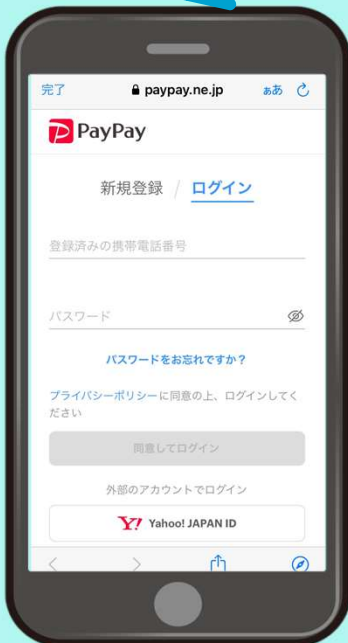 完了 paypay.ne.jp ぁあ
PayPay
新規登録 / ログイン
登録済みの携帯電話番号
パスワード
パスワードをお忘れですか？
プライバシーポリシーに同意の上、ログインしてく
ださい
同意してログイン
外部のアカウントでログイン
Y! Yahoo! JAPAN ID